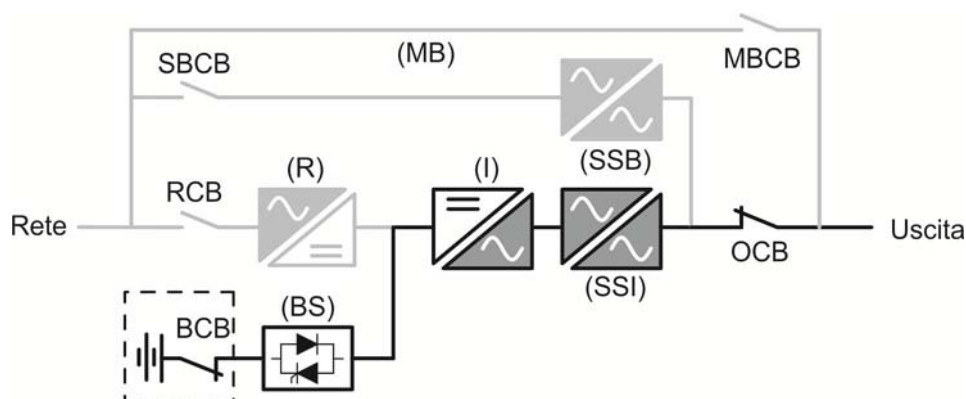 (MB)
MBCB
SBCB
(SSB)
(R)
(I)
RCB
Rete
Uscita
OCB
(SSI)
(BS)
BCB